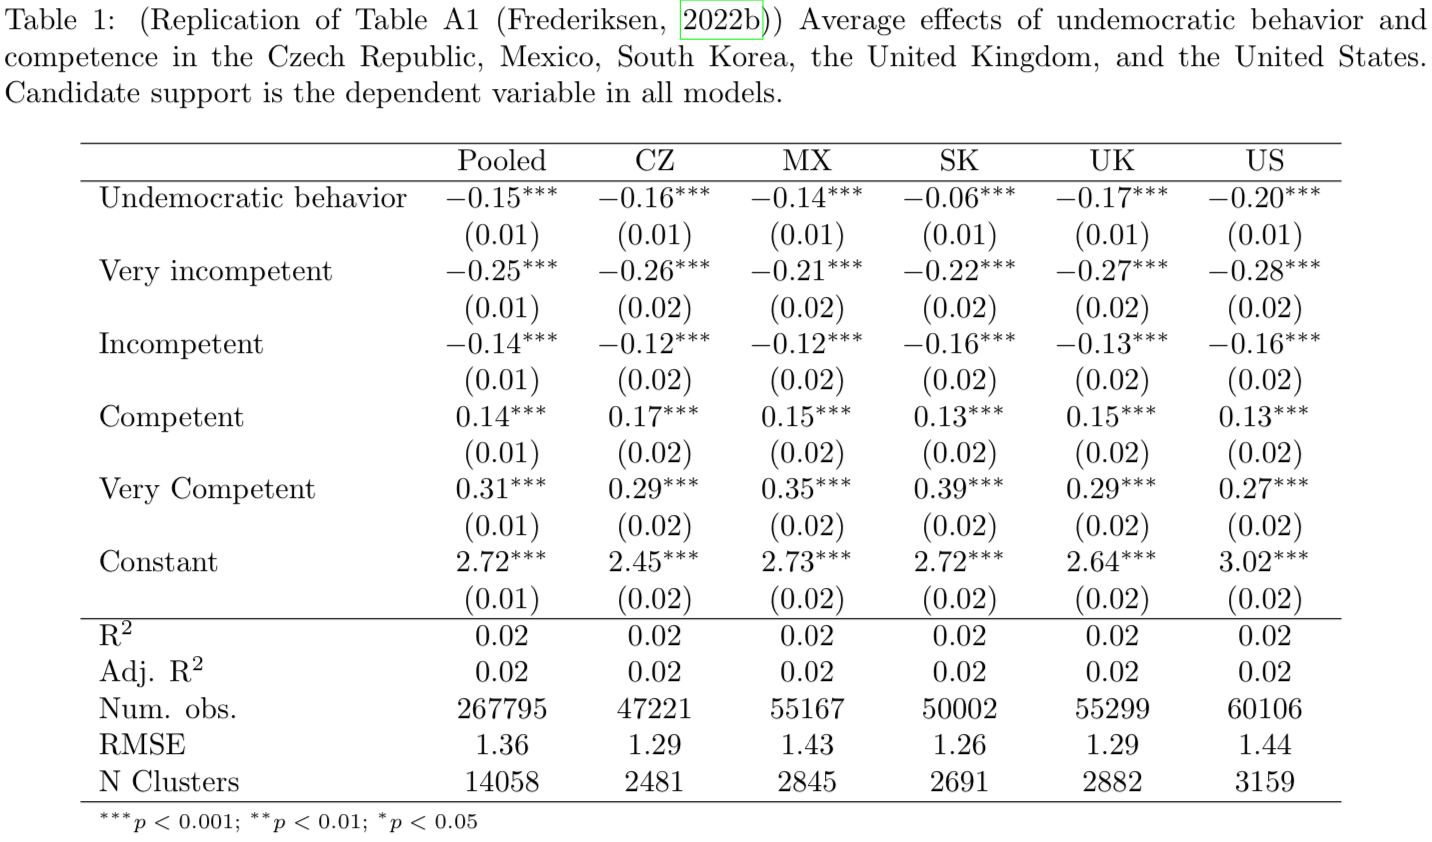 Table 1: (Replication of Table A1 (Frederiksen, 2022b)) Average effects of undemocratic behavior and
competence in the Czech Republic, Mexico, South Korea, the United Kingdom, and the United States.
Candidate support is the dependent variable in all models.
Pooled CZ MX SK UK US
Undemocratic behavior −0.15*** −0.16*** −0.14*** −0.06*** −0.17*** −0.20***
(0.01) (0.01) (0.01) (0.01) (0.01) (0.01)
Very incompetent −0.25*** −0.26*** −0.21*** −0.22*** −0.27*** −0.28***
(0.01) (0.02) (0.02) (0.02) (0.02) (0.02)
Incompetent −0.14*** −0.12*** −0.12*** −0.16*** −0.13*** −0.16***
(0.01) (0.02) (0.02) (0.02) (0.02) (0.02)
Competent 0.14*** 0.17*** 0.15*** 0.13*** 0.15*** 0.13***
(0.01) (0.02) (0.02) (0.02) (0.02) (0.02)
Very Competent 0.31*** 0.29*** 0.35*** 0.39*** 0.29*** 0.27***
(0.01) (0.02) (0.02) (0.02) (0.02) (0.02)
Constant 2.72*** 2.45*** 2.73*** 2.72*** 2.64*** 3.02***
(0.01) (0.02) (0.02) (0.02) (0.02) (0.02)
R² 0.02 0.02 0.02 0.02 0.02 0.02
Adj. R² 0.02 0.02 0.02 0.02 0.02 0.02
Num. obs. 267795 47221 55167 50002 55299 60106
RMSE 1.36 1.29 1.43 1.26 1.29 1.44
N Clusters 14058 2481 2845 2691 2882 3159
***p < 0.001; **p < 0.01; *p < 0.05